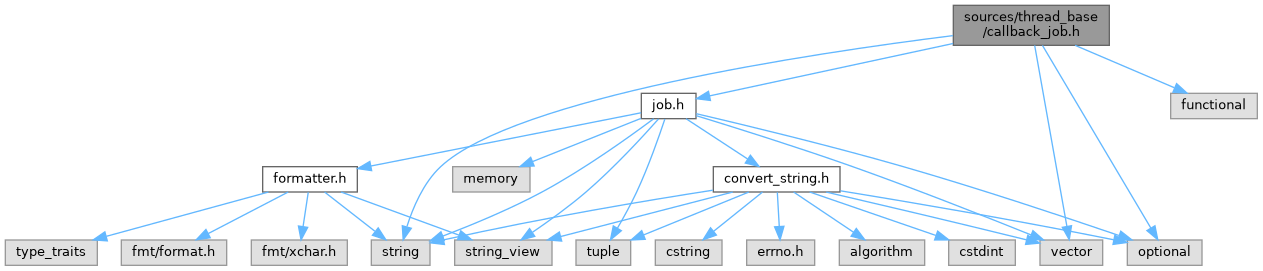 sources/thread_base
/callback_job.h
job.h
functional
formatter.h
memory
convert_string.h
type_traits
fmt/format.h
fmt/xchar.h
string
string_view
tuple
cstring
errno.h
algorithm
cstdint
vector
optional